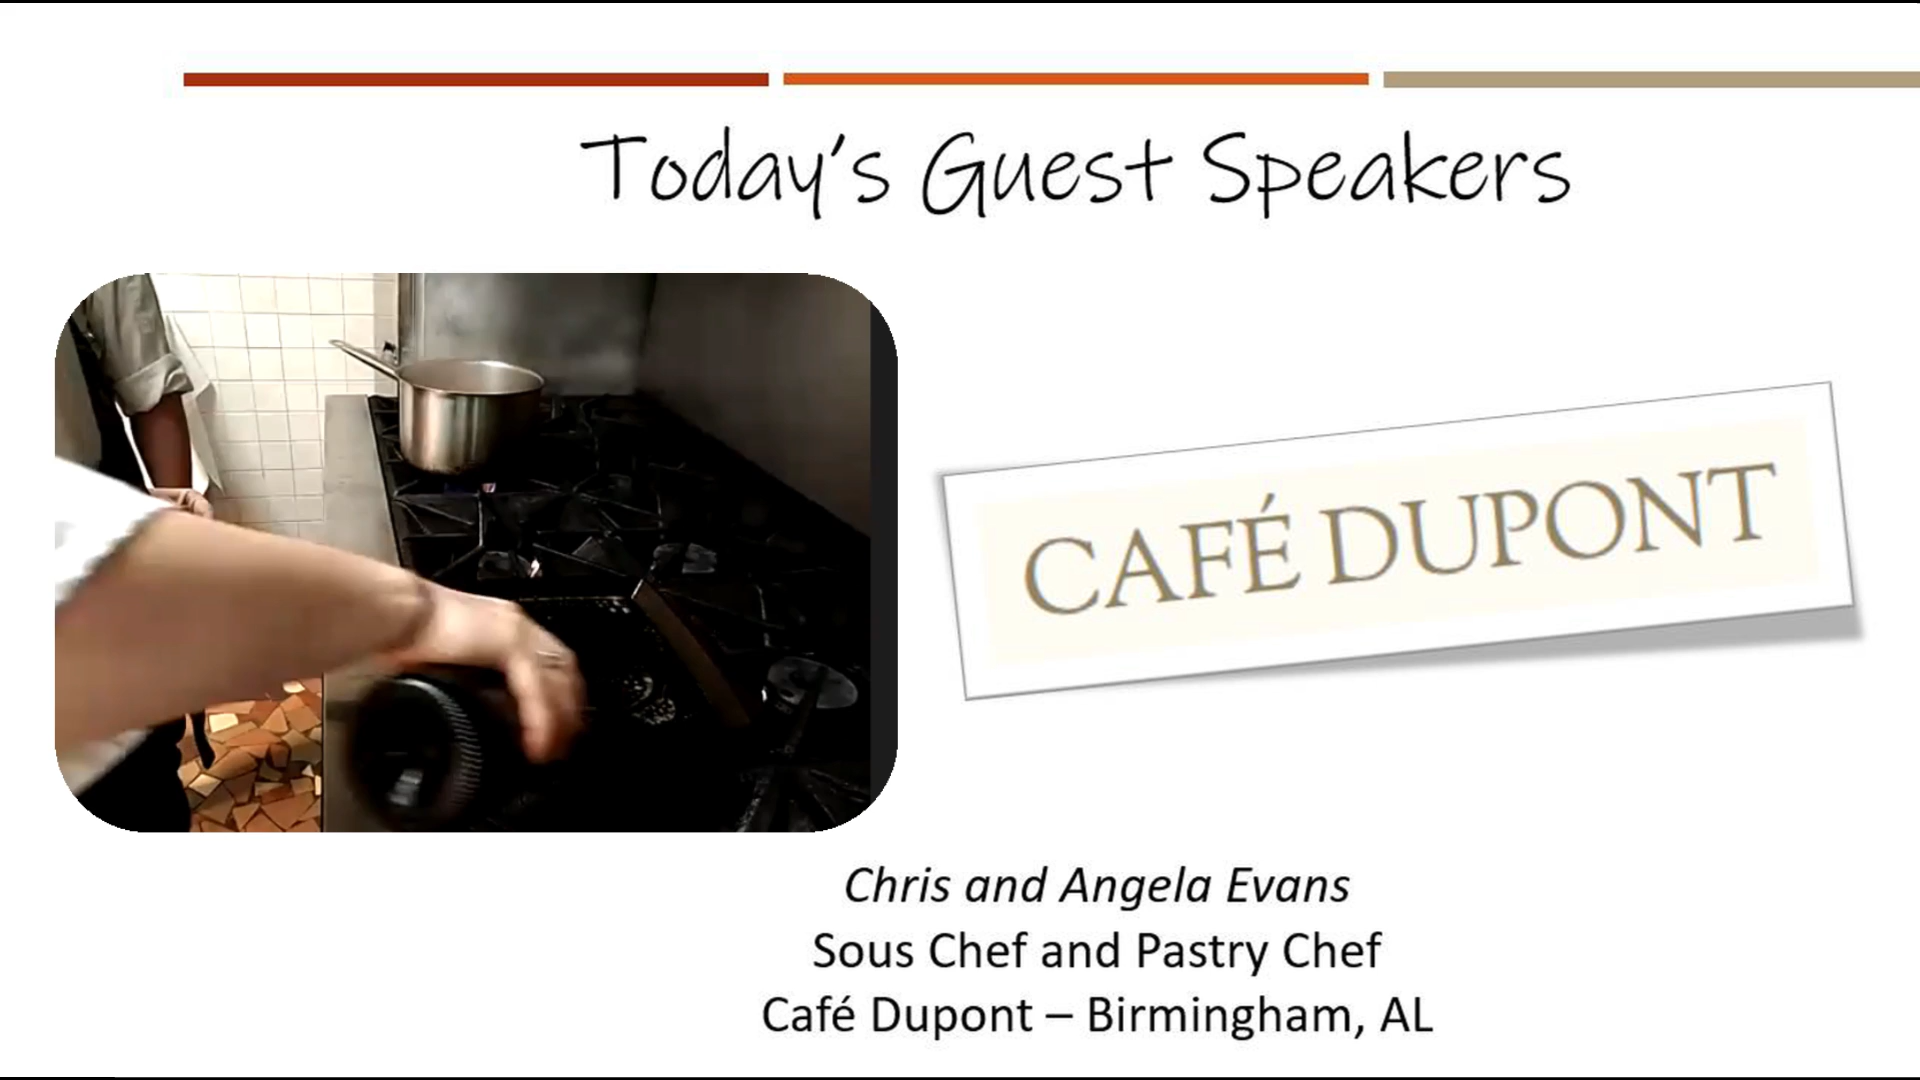 Today's Guest Speakers
CAFÉ DUPONT
Chris and Angela Evans
Sous Chef and Pastry Chef
Café Dupont – Birmingham, AL